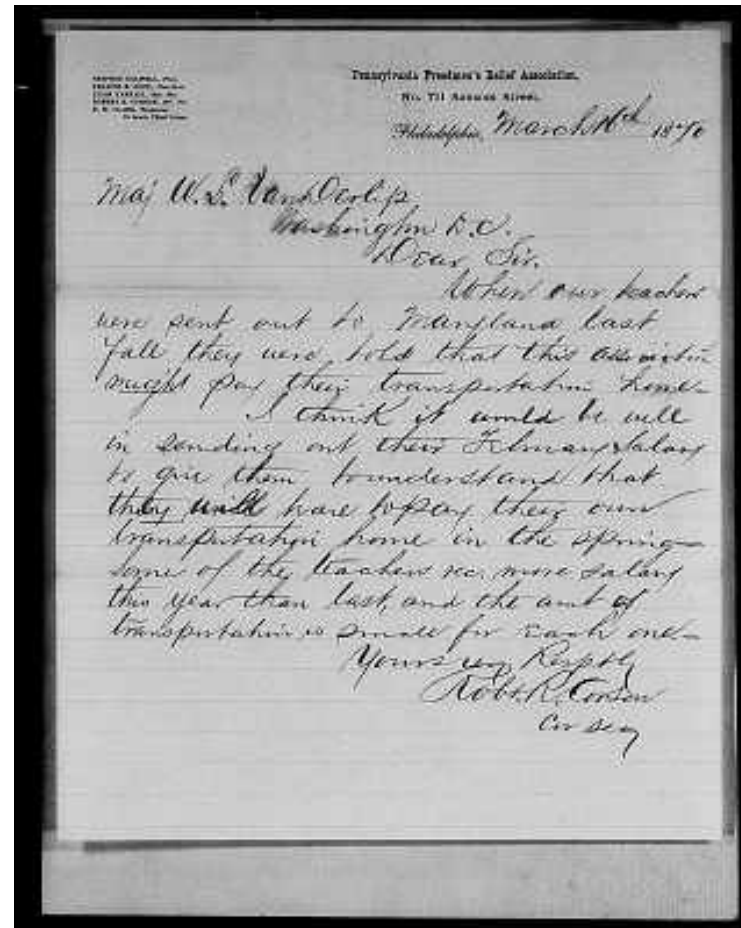 Pennsylvania Freedmen's Relief Association,
No. 711 Sansom Street,
Philadelphia, March 16th 1870
Maj W. L. VanDerlip
Washington D.C.
Dear Sir.
When our teachers
were sent out to Maryland last
fall they were told that this association
might pay their transportation home
I think it would be well
in sending out their February Salary
to give them to understand that
they will have to pay their own
transportation home in the spring
some of the teachers rec. more salary
this year than last, and the amt of
transportation is small for each one
Yours very Respty
Robt. R. Corson
Cor Secy